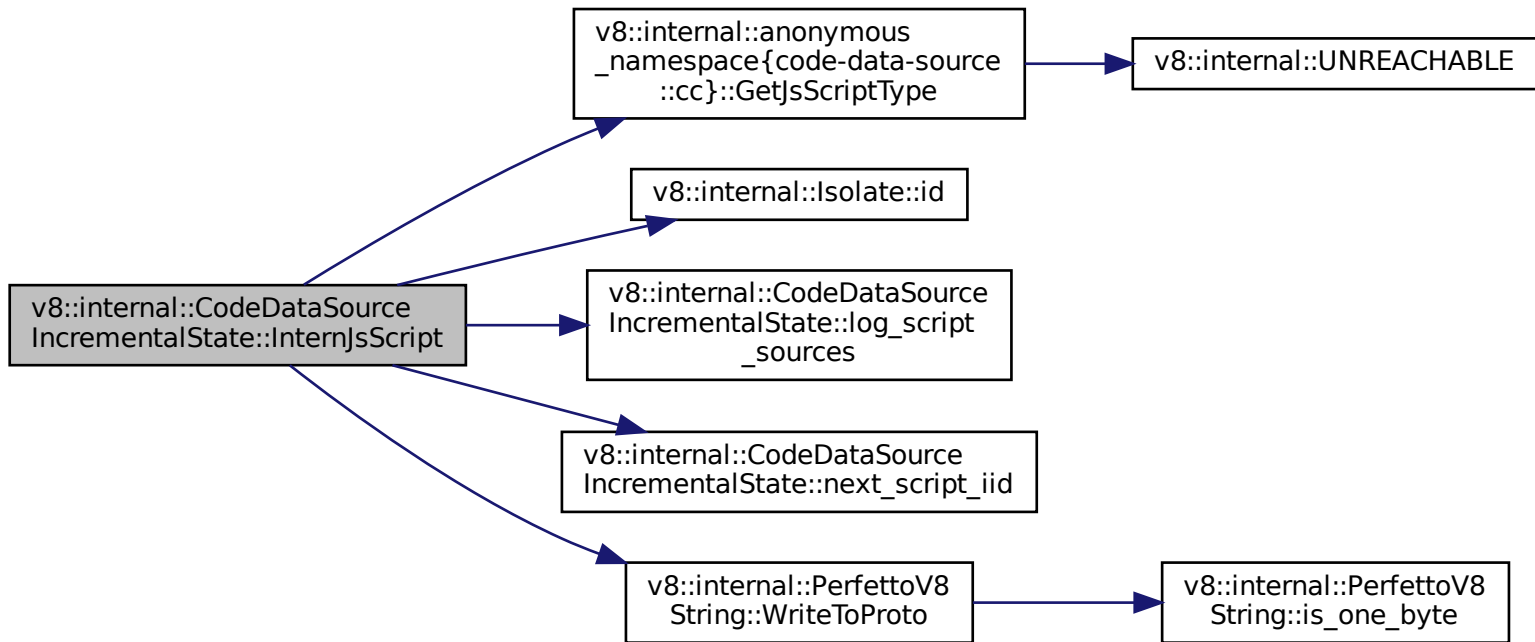 v8::internal::anonymous
_namespace{code-data-source
::cc}::GetJsScriptType
v8::internal::UNREACHABLE
v8::internal::Isolate::id
v8::internal::CodeDataSource
IncrementalState::InternJsScript
v8::internal::CodeDataSource
IncrementalState::log_script
_sources
v8::internal::CodeDataSource
IncrementalState::next_script_iid
v8::internal::PerfettoV8
String::WriteToProto
v8::internal::PerfettoV8
String::is_one_byte